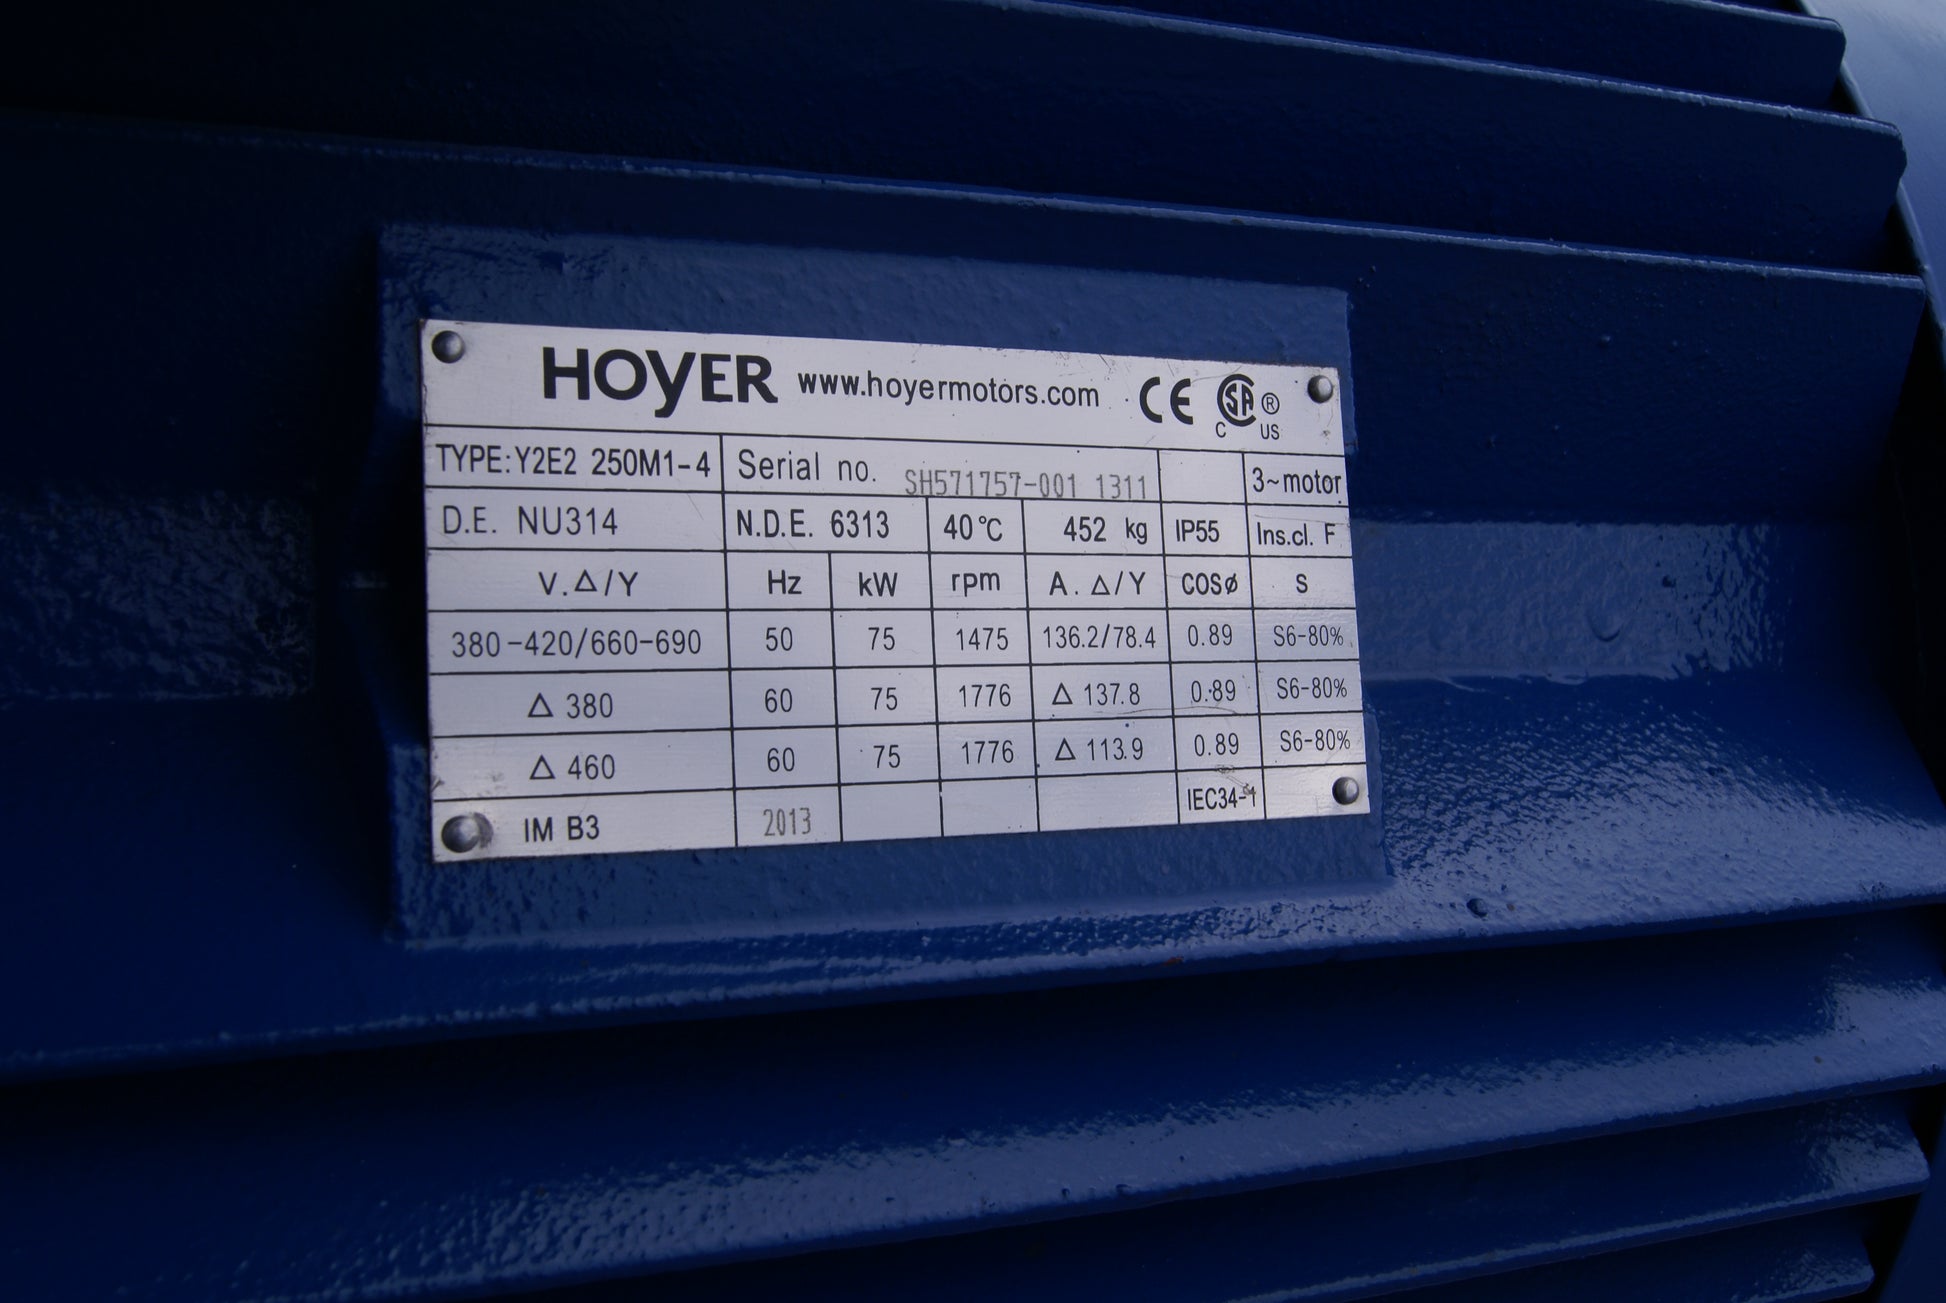 HOYER www.hoyermotors.com CE C SA ® US
TYPE: Y2E2 250M1-4 Serial no. SH571757-001 1311 3~motor
D.E. NU314 N.D.E. 6313 40°C 452 kg IP55 Ins.cl. F
V.Δ/Y Hz kW rpm A. Δ/Y COSø S
380-420/660-690 50 75 1475 136.2/78.4 0.89 S6-80%
Δ 380 60 75 1776 Δ 137.8 0.89 S6-80%
Δ 460 60 75 1776 Δ 113.9 0.89 S6-80%
IM B3 2013 IEC34-1